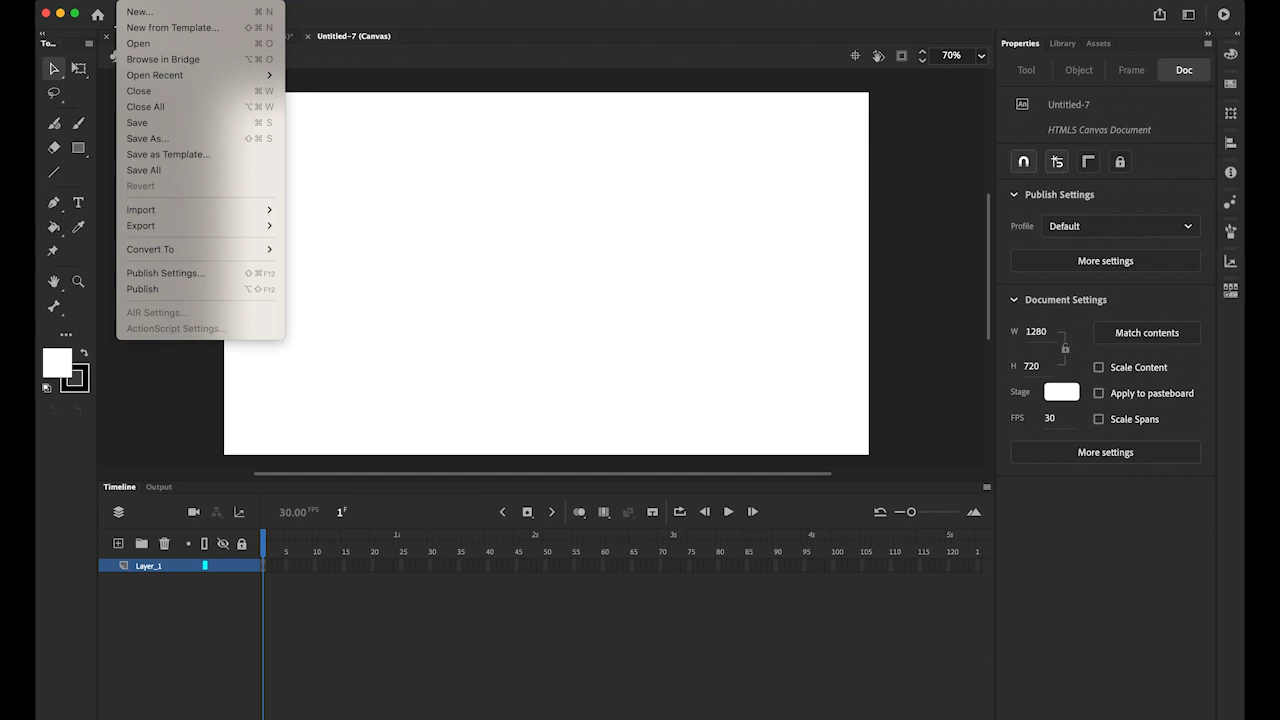 New... ⌘ N
New from Template... ⇧⌘ N
Open ⌘ O
Browse in Bridge ⌥⌘ O
Open Recent
Close ⌘ W
Close All ⌥⌘ W
Save ⌘ S
Save As... ⇧⌘ S
Save as Template...
Save All
Revert
Import
Export
Convert To
Publish Settings... ⇧⌘F12
Publish ⌥⇧F12
AIR Settings...
ActionScript Settings...
To...
)*
Untitled-7 (Canvas)
70%
Properties Library Assets
Tool Object Frame Doc
An Untitled-7
HTML5 Canvas Document
Publish Settings
Profile Default
More settings
Document Settings
W 1280 Match contents
H 720 Scale Content
Stage Apply to pasteboard
FPS 30 Scale Spans
More settings
Timeline Output
30.00 FPS 1 F
1s 2s 3s 4s 5s
5 10 15 20 25 30 35 40 45 50 55 60 65 70 75 80 85 90 95 100 105 110 115 120 1
Layer_1